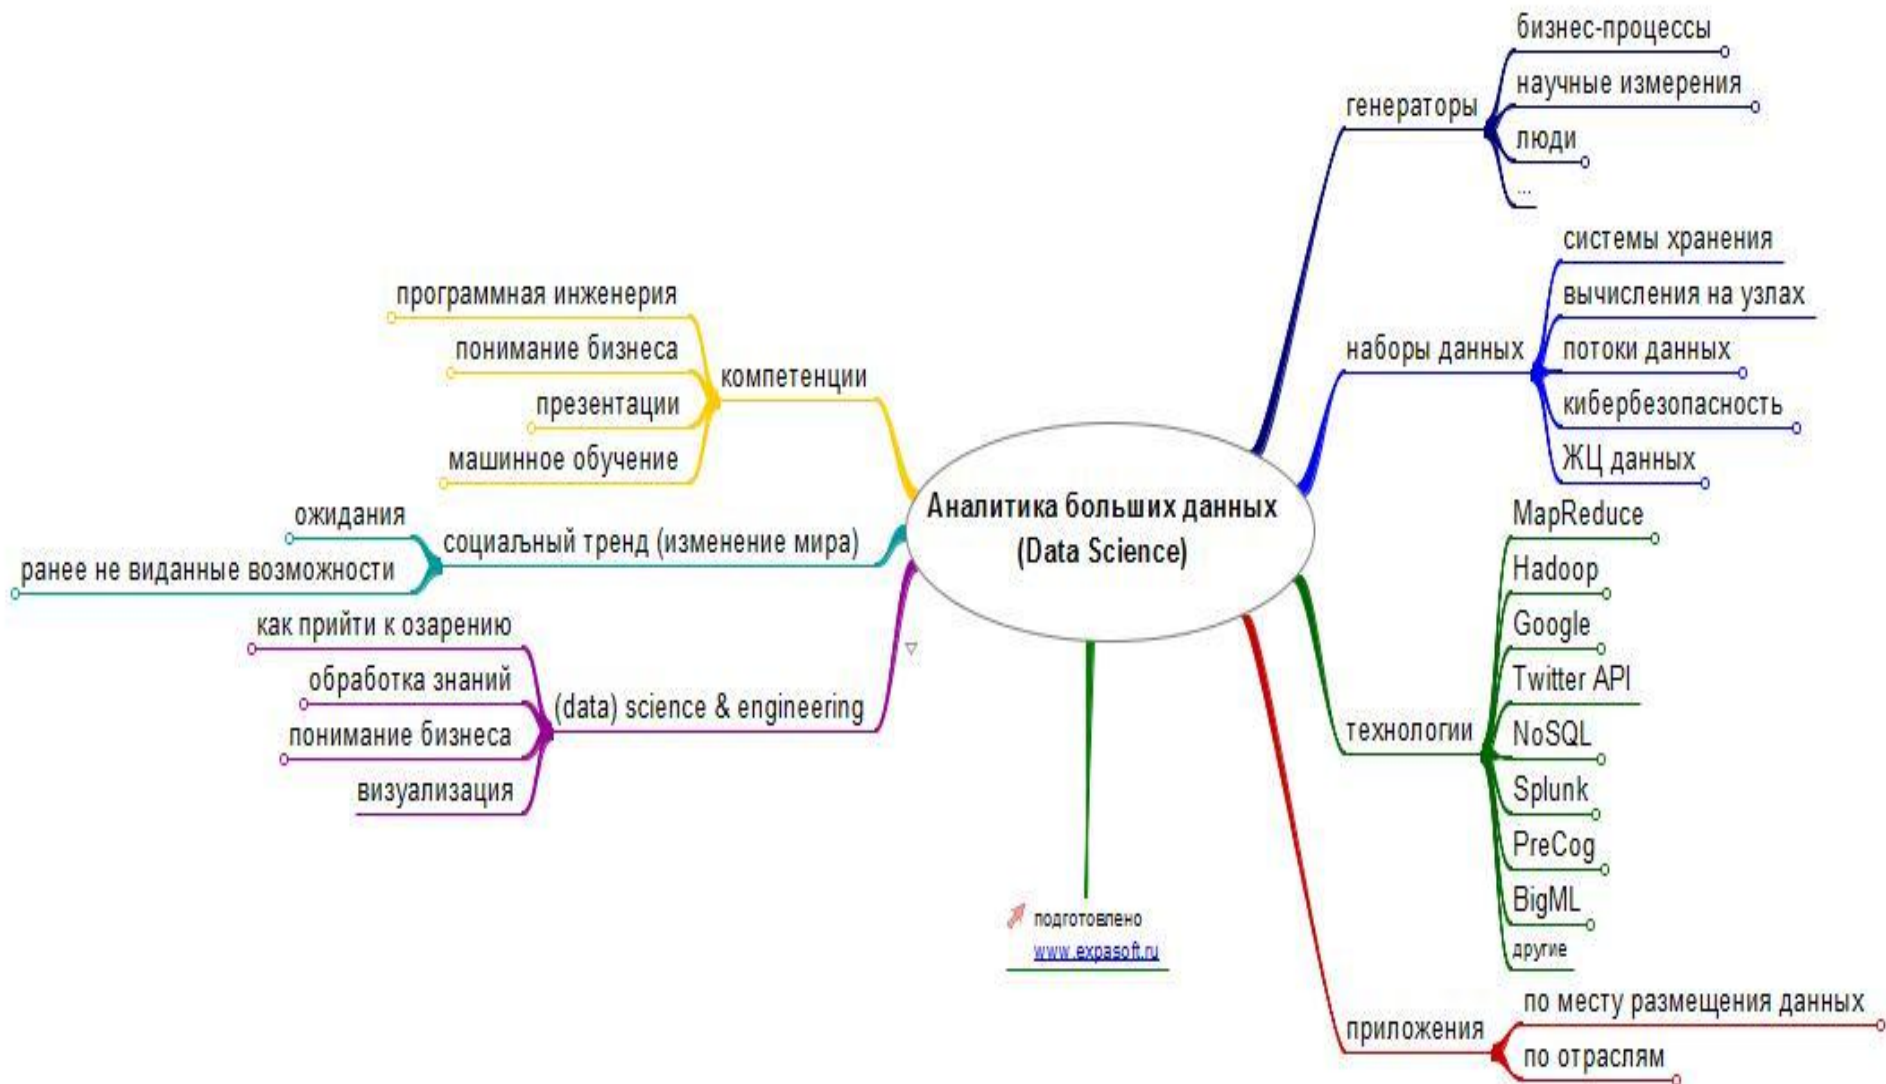 Аналитика больших данных
(Data Science)
генераторы
бизнес-процессы
научные измерения
люди
...
наборы данных
системы хранения
вычисления на узлах
потоки данных
кибербезопасность
ЖЦ данных
технологии
MapReduce
Hadoop
Google
Twitter API
NoSQL
Splunk
PreCog
BigML
другие
приложения
по месту размещения данных
по отраслям
подготовлено
www.expasoft.ru
компетенции
программная инженерия
понимание бизнеса
презентации
машинное обучение
социальный тренд (изменение мира)
ожидания
ранее не виданные возможности
(data) science & engineering
как прийти к озарению
обработка знаний
понимание бизнеса
визуализация